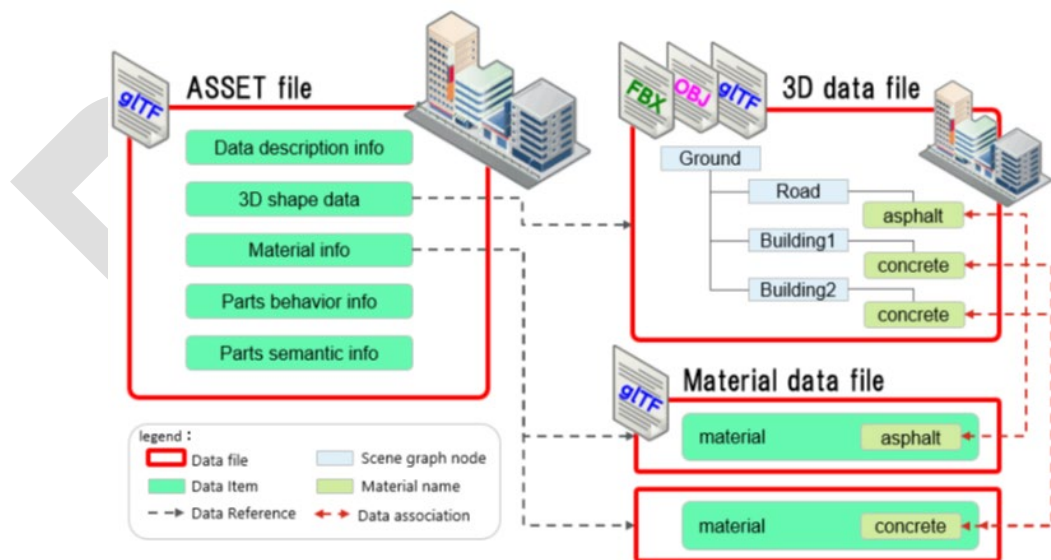 glTF
ASSET file
Data description info
3D shape data
Material info
Parts behavior info
Parts semantic info
FBX
OBJ
glTF
3D data file
Ground
Road
asphalt
Building1
concrete
Building2
concrete
glTF
Material data file
material
asphalt
material
concrete
legend：
Data file
Scene graph node
Data Item
Material name
Data Reference
Data association